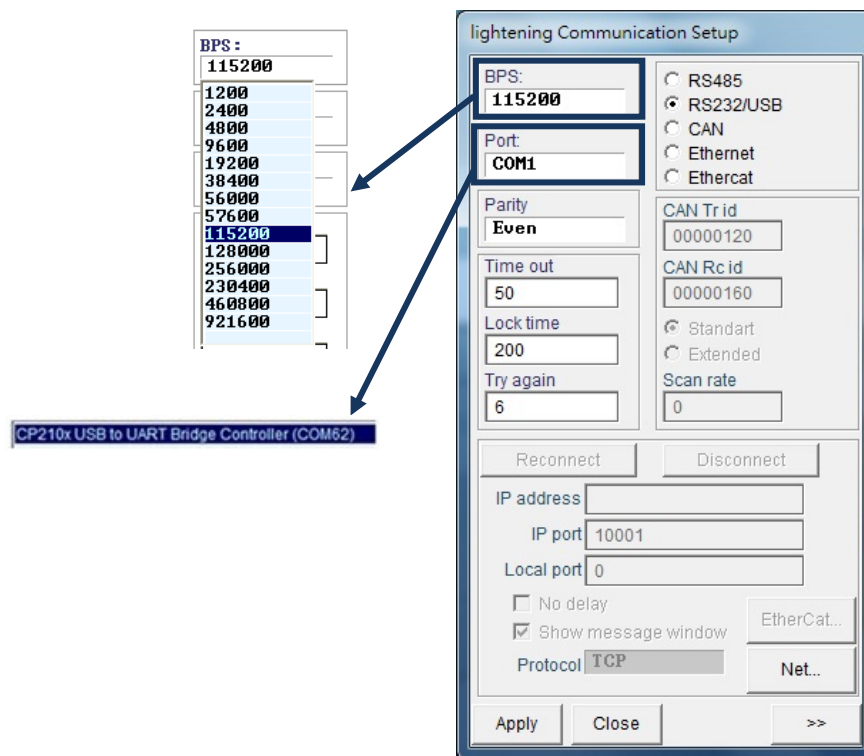 BPS:
115200
1200
2400
4800
9600
19200
38400
56000
57600
115200
128000
256000
230400
460800
921600
CP210x USB to UART Bridge Controller (COM62)
lightening Communication Setup
BPS:
115200
Port:
COM1
Parity
Even
Time out
50
Lock time
200
Try again
6
RS485
RS232/USB
CAN
Ethernet
Ethercat
CAN Tr id
00000120
CAN Rc id
00000160
Standart
Extended
Scan rate
0
Reconnect
Disconnect
IP address
IP port 10001
Local port 0
No delay
Show message window
EtherCat...
Protocol TCP
Net...
Apply
Close
>>